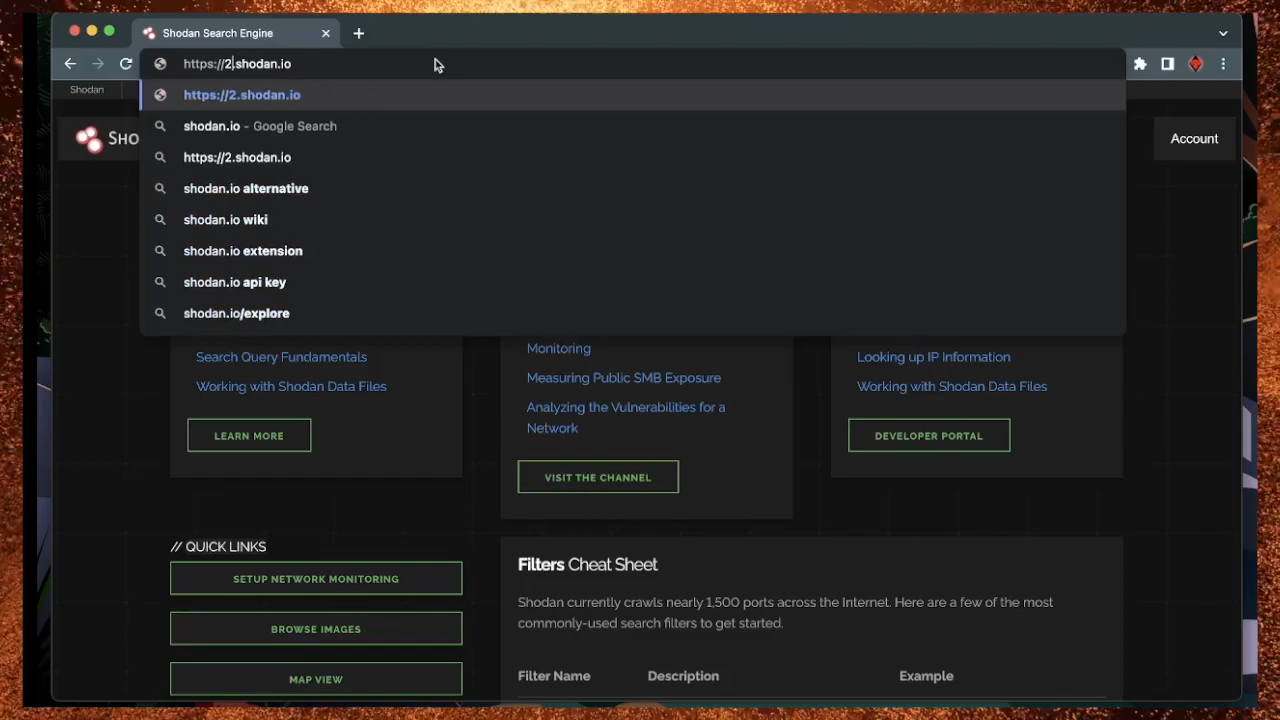 Shodan Search Engine
https://2.shodan.io
Shodan
https://2.shodan.io
shodan.io - Google Search
https://2.shodan.io
shodan.io alternative
shodan.io wiki
shodan.io extension
shodan.io api key
shodan.io/explore
SHO
Account
Search Query Fundamentals
Working with Shodan Data Files
LEARN MORE
Monitoring
Measuring Public SMB Exposure
Analyzing the Vulnerabilities for a
Network
VISIT THE CHANNEL
Looking up IP Information
Working with Shodan Data Files
DEVELOPER PORTAL
// QUICK LINKS
SETUP NETWORK MONITORING
BROWSE IMAGES
MAP VIEW
Filters Cheat Sheet
Shodan currently crawls nearly 1,500 ports across the Internet. Here are a few of the most
commonly-used search filters to get started.
Filter Name Description Example